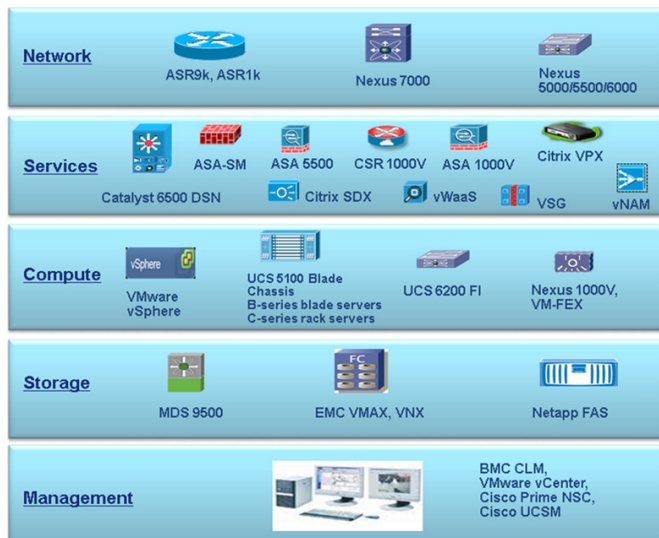 Network
ASR9k, ASR1k
Nexus 7000
Nexus
5000/5500/6000
Services
Catalyst 6500 DSN
ASA-SM
ASA 5500
CSR 1000V
ASA 1000V
Citrix VPX
Citrix SDX
vWaaS
VSG
vNAM
Compute
vSphere
VMware
vSphere
UCS 5100 Blade
Chassis
B-series blade servers
C-series rack servers
UCS 6200 FI
Nexus 1000V,
VM-FEX
Storage
MDS 9500
FC
EMC VMAX, VNX
Netapp FAS
Management
BMC CLM,
VMware vCenter,
Cisco Prime NSC,
Cisco UCSM